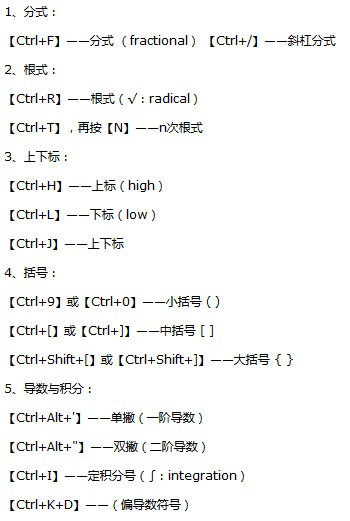 1、分式：
【Ctrl+F】——分式 （fractional） 【Ctrl+/】——斜杠分式
2、根式：
【Ctrl+R】——根式（√：radical）
【Ctrl+T】，再按【N】——n次根式
3、上下标：
【Ctrl+H】——上标（high）
【Ctrl+L】——下标（low）
【Ctrl+J】——上下标
4、括号：
【Ctrl+9】或【Ctrl+0】——小括号 ( )
【Ctrl+[】或【Ctrl+]】——中括号 [ ]
【Ctrl+Shift+[】或【Ctrl+Shift+]】——大括号 { }
5、导数与积分：
【Ctrl+Alt+'】——单撇（一阶导数）
【Ctrl+Alt+"】——双撇（二阶导数）
【Ctrl+I】——定积分号（∫：integration）
【Ctrl+K+D】——（偏导数符号）